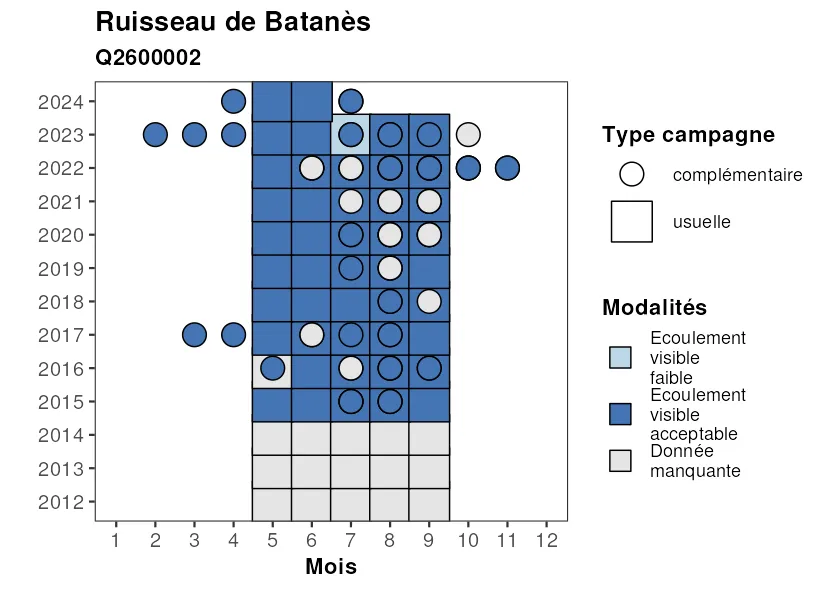 Ruisseau de Batanès
Q2600002
2024
2023
2022
2021
2020
2019
2018
2017
2016
2015
2014
2013
2012
1 2 3 4 5 6 7 8 9 10 11 12
Mois
Type campagne
complémentaire
usuelle
Modalités
Ecoulement
visible
faible
Ecoulement
visible
acceptable
Donnée
manquante